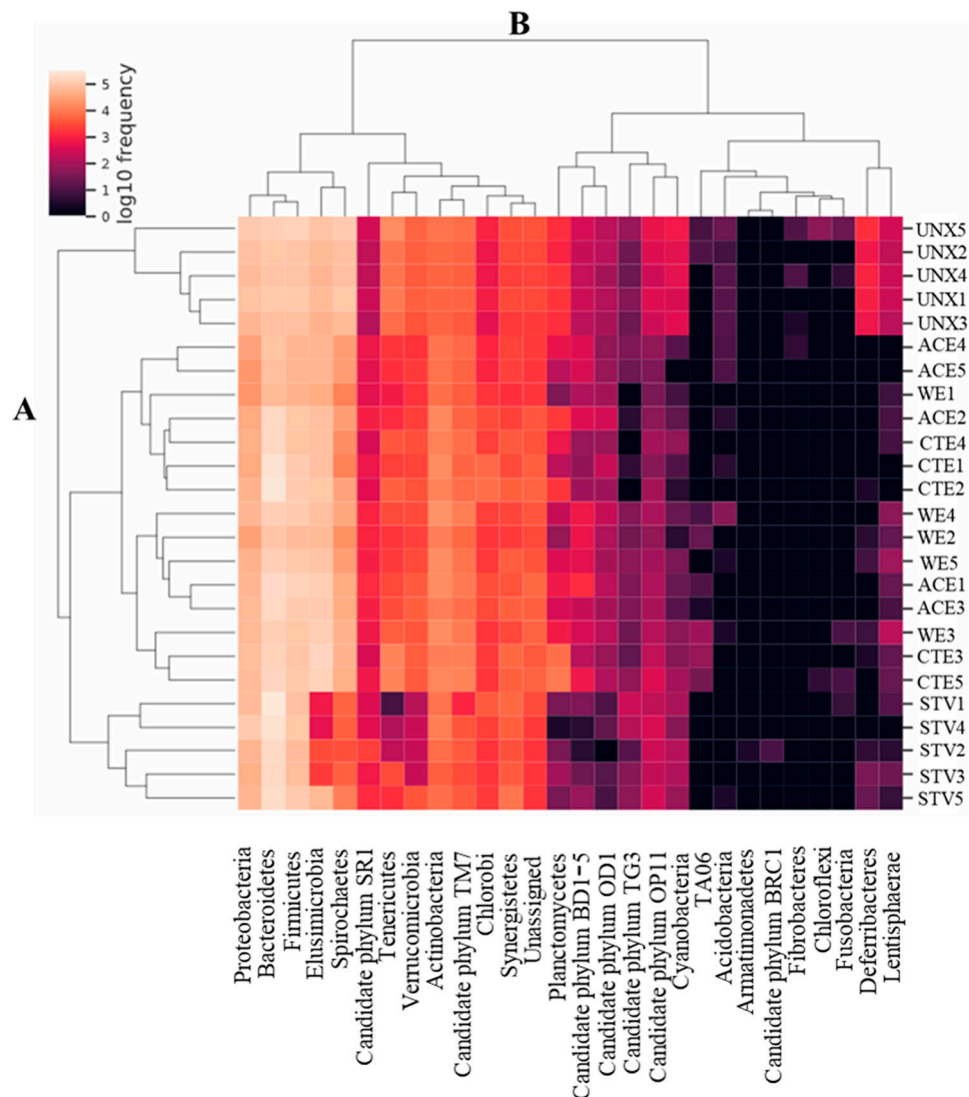 B
5
4
3
2
1
0
log10 frequency
A
UNX5
UNX2
UNX4
UNX1
UNX3
ACE4
ACE5
WE1
ACE2
CTE4
CTE1
CTE2
WE4
WE2
WE5
ACE1
ACE3
WE3
CTE3
CTE5
STV1
STV4
STV2
STV3
STV5
Proteobacteria
Bacteroidetes
Firmicutes
Elusimicrobia
Spirochaetes
Candidate phylum SR1
Tenericutes
Verrucomicrobia
Actinobacteria
Candidate phylum TM7
Chlorobi
Synergistetes
Unassigned
Planctomycetes
Candidate phylum BD1-5
Candidate phylum OD1
Candidate phylum TG3
Candidate phylum OP11
Cyanobacteria
TA06
Acidobacteria
Armatimonadetes
Candidate phylum BRC1
Fibrobacteres
Chloroflexi
Fusobacteria
Deferribacteres
Lentisphaerae